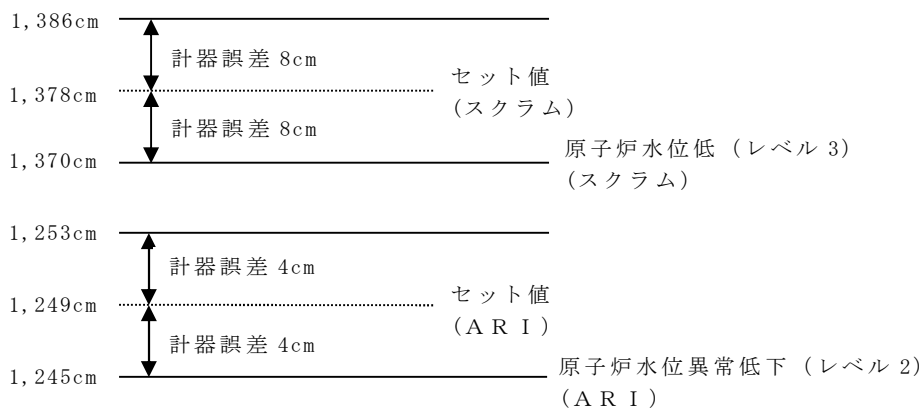 1,386cm
計器誤差 8cm
セット値
(スクラム)
1,378cm
計器誤差 8cm
原子炉水位低（レベル 3)
(スクラム)
1,370cm
1,253cm
計器誤差 4cm
セット値
(ＡＲＩ)
1,249cm
計器誤差 4cm
原子炉水位異常低下（レベル 2)
(ＡＲＩ)
1,245cm